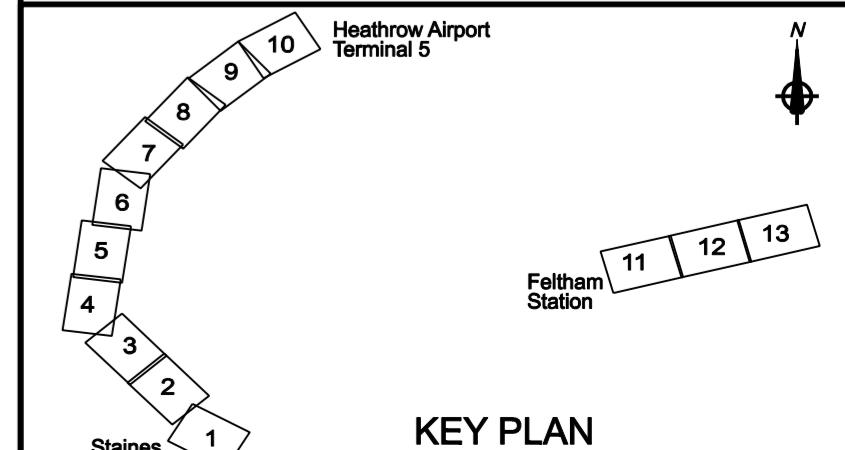 Heathrow Airport
Terminal 5
N
10
9
8
7
6
5
4
3
2
1
Staines
Feltham
Station
11
12
13
KEY PLAN